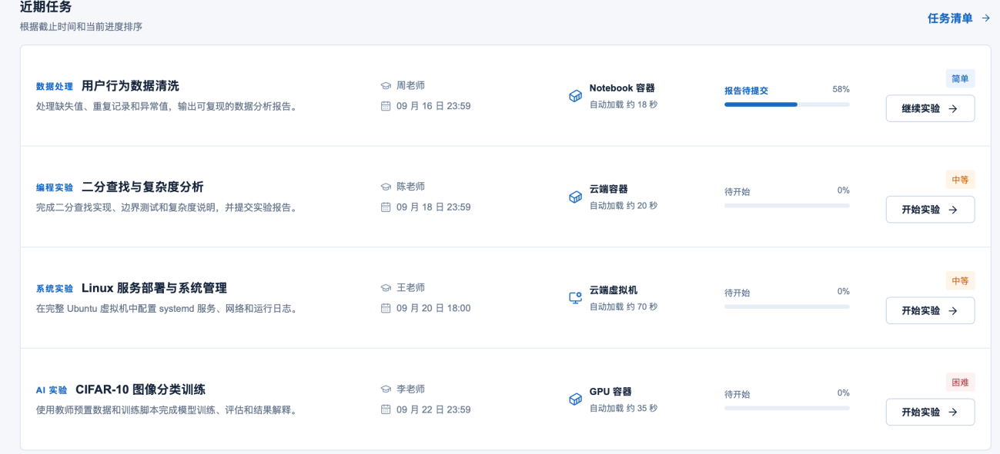 近期任务
根据截止时间和当前进度排序
任务清单 →
数据处理 用户行为数据清洗
处理缺失值、重复记录和异常值，输出可复现的数据分析报告。
周老师
09 月 16 日 23:59
Notebook 容器
自动加载 约 18 秒
报告待提交 58%
简单
继续实验 →
编程实验 二分查找与复杂度分析
完成二分查找实现、边界测试和复杂度说明，并提交实验报告。
陈老师
09 月 18 日 23:59
云端容器
自动加载 约 20 秒
待开始 0%
中等
开始实验 →
系统实验 Linux 服务部署与系统管理
在完整 Ubuntu 虚拟机中配置 systemd 服务、网络和运行日志。
王老师
09 月 20 日 18:00
云端虚拟机
自动加载 约 70 秒
待开始 0%
中等
开始实验 →
AI 实验 CIFAR-10 图像分类训练
使用教师预置数据和训练脚本完成模型训练、评估和结果解释。
李老师
09 月 22 日 23:59
GPU 容器
自动加载 约 35 秒
待开始 0%
困难
开始实验 →